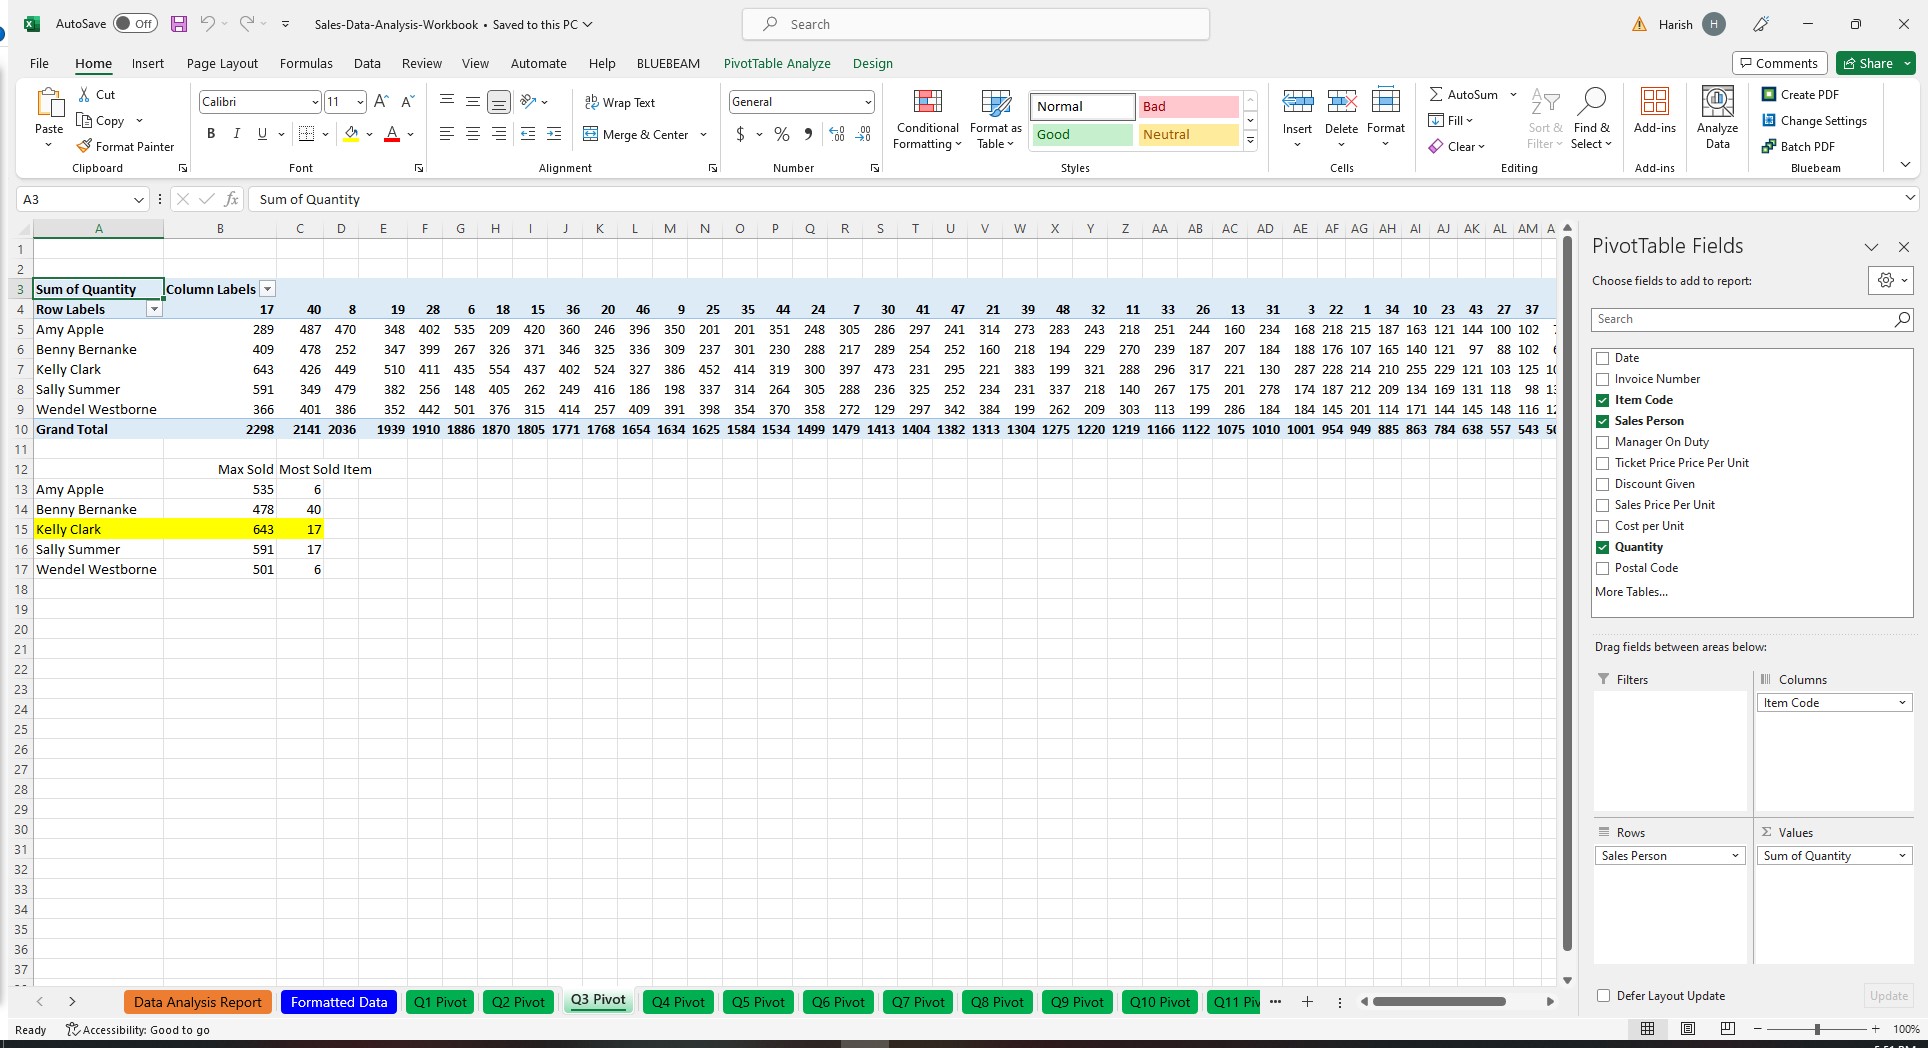 AutoSave Off Sales-Data-Analysis-Workbook • Saved to this PC Search Harish H
File Home Insert Page Layout Formulas Data Review View Automate Help BLUEBEAM PivotTable Analyze Design Comments Share
Paste Cut Copy Format Painter Clipboard
Calibri 11 A A B I U A Font
ab Wrap Text Merge & Center Alignment
General $ % Number
Conditional Formatting Format as Table Normal Bad Good Neutral Styles
Insert Delete Format Cells
AutoSum Fill Clear Sort & Filter Find & Select Editing
Add-ins Add-ins
Analyze Data
Create PDF Change Settings Batch PDF Bluebeam
A3 fx Sum of Quantity
A B C D E F G H I J K L M N O P Q R S T U V W X Y Z AA AB AC AD AE AF AG AH AI AJ AK AL AM A
1
2
3 Sum of Quantity Column Labels
4 Row Labels 17 40 8 19 28 6 18 15 36 20 46 9 25 35 44 24 7 30 41 47 21 39 48 32 11 33 26 13 31 3 22 1 34 10 23 43 27 37
5 Amy Apple 289 487 470 348 402 535 209 420 360 246 396 350 201 201 351 248 305 286 297 241 314 273 283 243 218 251 244 160 234 168 218 215 187 163 121 144 100 102
6 Benny Bernanke 409 478 252 347 399 267 326 371 346 325 336 309 237 301 230 288 217 289 254 252 160 218 194 229 270 239 187 207 184 188 176 107 165 140 121 97 88 102
7 Kelly Clark 643 426 449 510 411 435 554 437 402 524 327 386 452 414 319 300 397 473 231 295 221 383 199 321 288 296 317 221 130 287 228 214 210 255 229 121 103 125
8 Sally Summer 591 349 479 382 256 148 405 262 249 416 186 198 337 314 264 305 288 236 325 252 234 231 337 218 140 267 175 201 278 174 187 212 209 134 169 131 118 98
9 Wendel Westborne 366 401 386 352 442 501 376 315 414 257 409 391 398 354 370 358 272 129 297 342 384 199 262 209 303 113 199 286 184 184 145 201 114 171 144 145 148 116
10 Grand Total 2298 2141 2036 1939 1910 1886 1870 1805 1771 1768 1654 1634 1625 1584 1534 1499 1479 1413 1404 1382 1313 1304 1275 1220 1219 1166 1122 1075 1010 1001 954 949 885 863 784 638 557 543
11
12 Max Sold Most Sold Item
13 Amy Apple 535 6
14 Benny Bernanke 478 40
15 Kelly Clark 643 17
16 Sally Summer 591 17
17 Wendel Westborne 501 6
18
19
20
21
22
23
24
25
26
27
28
29
30
31
32
33
34
35
36
37
PivotTable Fields
Choose fields to add to report:
Search
Date
Invoice Number
Item Code
Sales Person
Manager On Duty
Ticket Price Price Per Unit
Discount Given
Sales Price Per Unit
Cost per Unit
Quantity
Postal Code
More Tables...
Drag fields between areas below:
Filters Columns
Item Code
Rows Σ Values
Sales Person Sum of Quantity
Defer Layout Update Update
Data Analysis Report Formatted Data Q1 Pivot Q2 Pivot Q3 Pivot Q4 Pivot Q5 Pivot Q6 Pivot Q7 Pivot Q8 Pivot Q9 Pivot Q10 Pivot Q11 Piv
Ready Accessibility: Good to go 100%